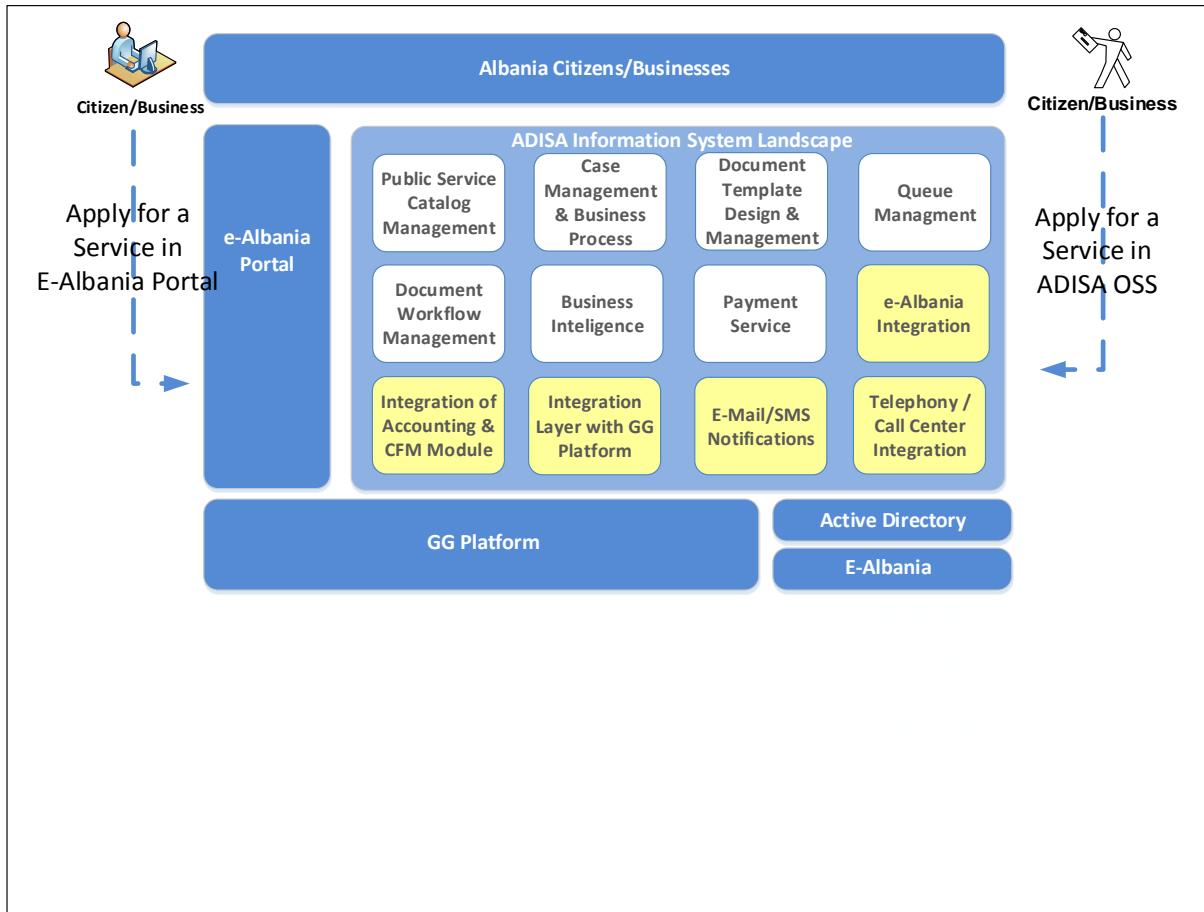 Albania Citizens/Businesses
Citizen/Business
Citizen/Business
ADISA Information System Landscape
Apply for a
Service in
E-Albania Portal
e-Albania
Portal
Public Service
Catalog
Management
Case
Management
& Business
Process
Document
Template
Design &
Management
Queue
Managment
Apply for a
Service in
ADISA OSS
Document
Workflow
Management
Business
Inteligence
Payment
Service
e-Albania
Integration
Integration of
Accounting &
CFM Module
Integration
Layer with GG
Platform
E-Mail/SMS
Notifications
Telephony /
Call Center
Integration
GG Platform
Active Directory
E-Albania